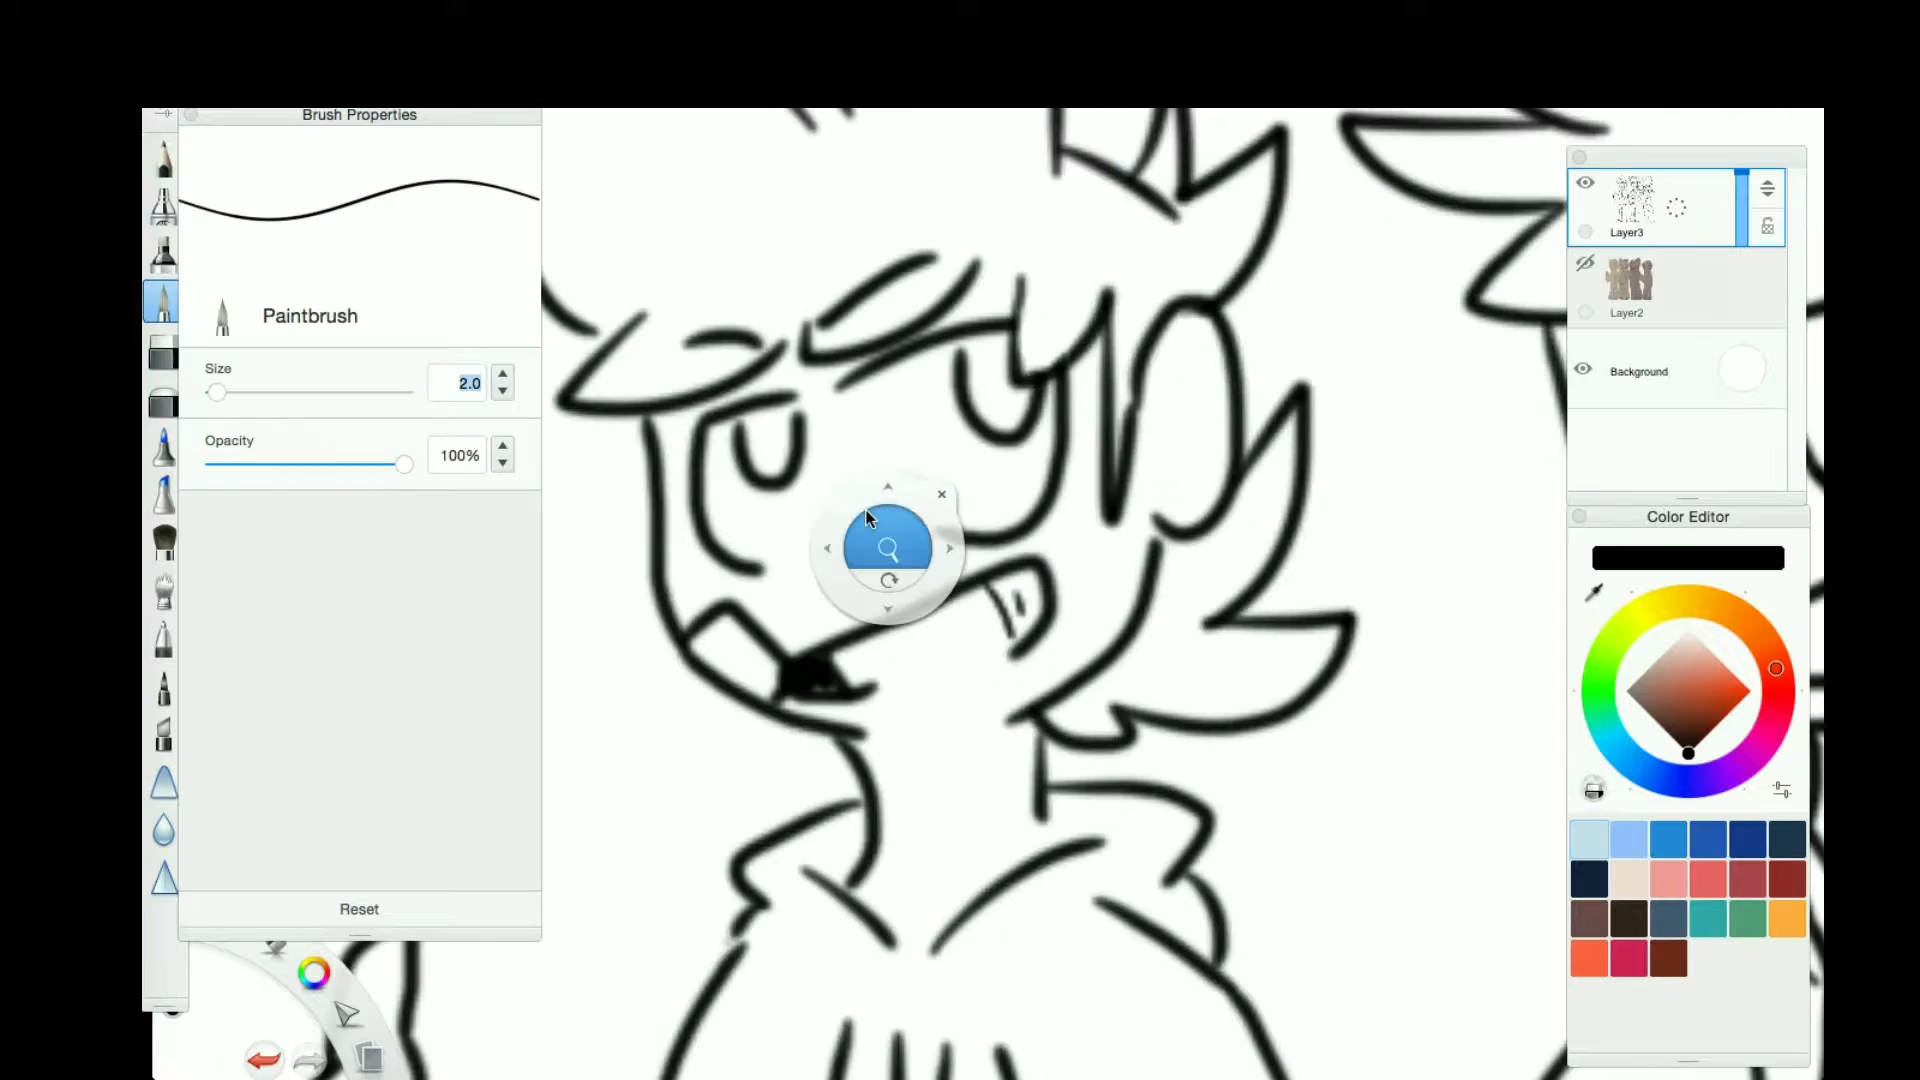 Brush Properties
Paintbrush
Size
2.0
Opacity
100%
Reset
Layer3
Layer2
Background
Color Editor